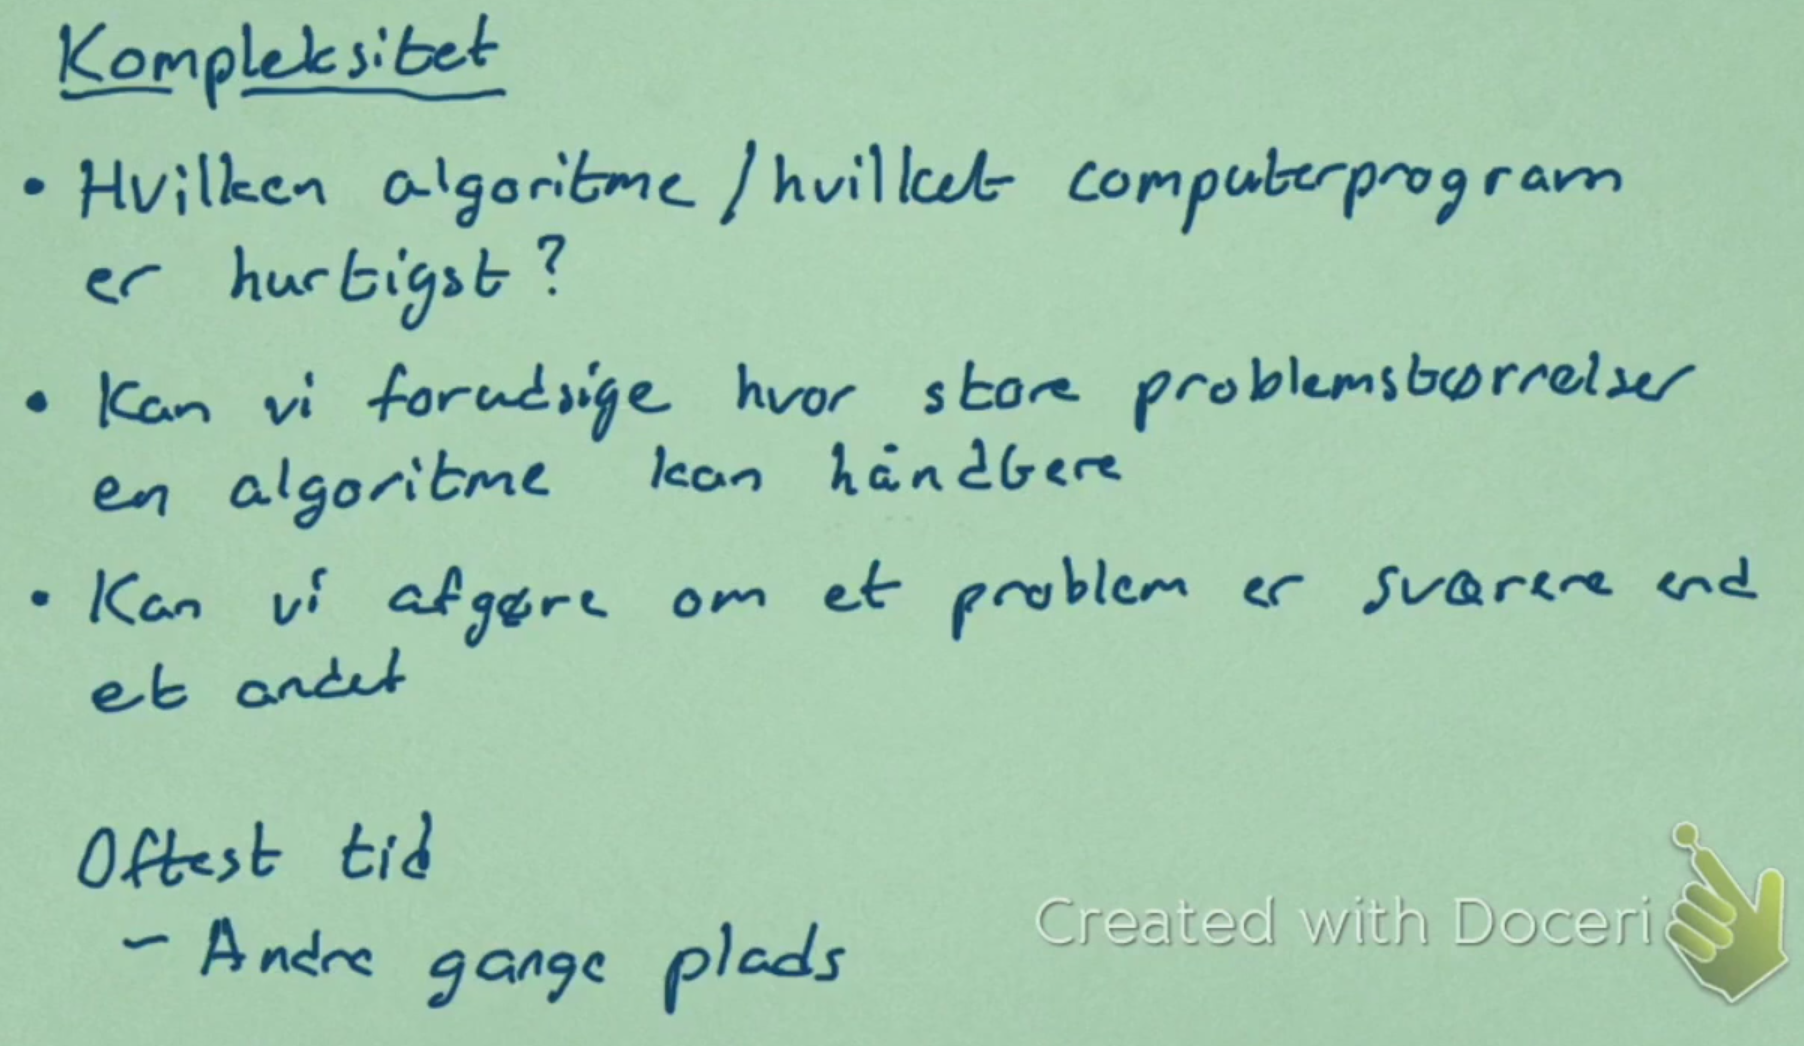 Kompleksitet
• Hvilken algoritme / hvilket computerprogram
er hurtigst?
• Kan vi forudsige hvor store problemstørrelser
en algoritme kan håndtere
• Kan vi afgøre om et problem er sværere end
et andet
Oftest tid
- Andre gange plads
Created with Doceri